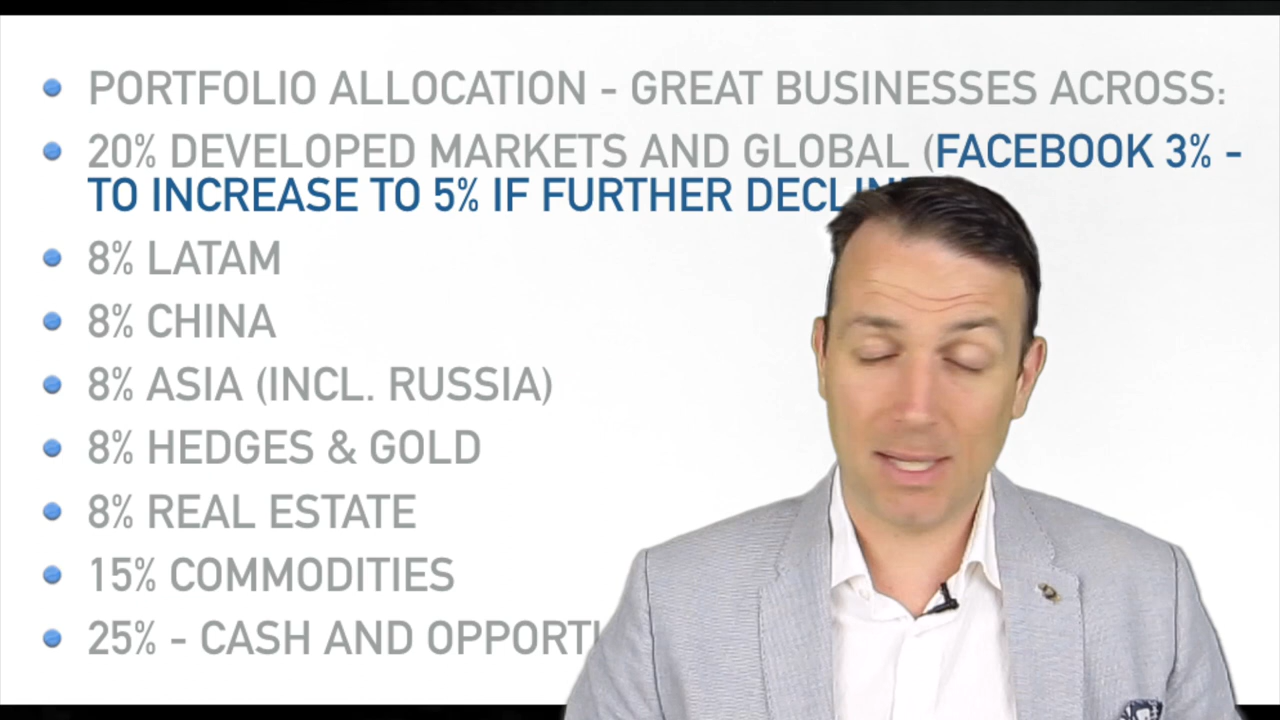 PORTFOLIO ALLOCATION - GREAT BUSINESSES ACROSS:
20% DEVELOPED MARKETS AND GLOBAL (FACEBOOK 3% -
TO INCREASE TO 5% IF FURTHER
8% LATAM
8% CHINA
8% ASIA (INCL. RUSSIA)
8% HEDGES & GOLD
8% REAL ESTATE
15% COMMODITIES
25% - CASH AND